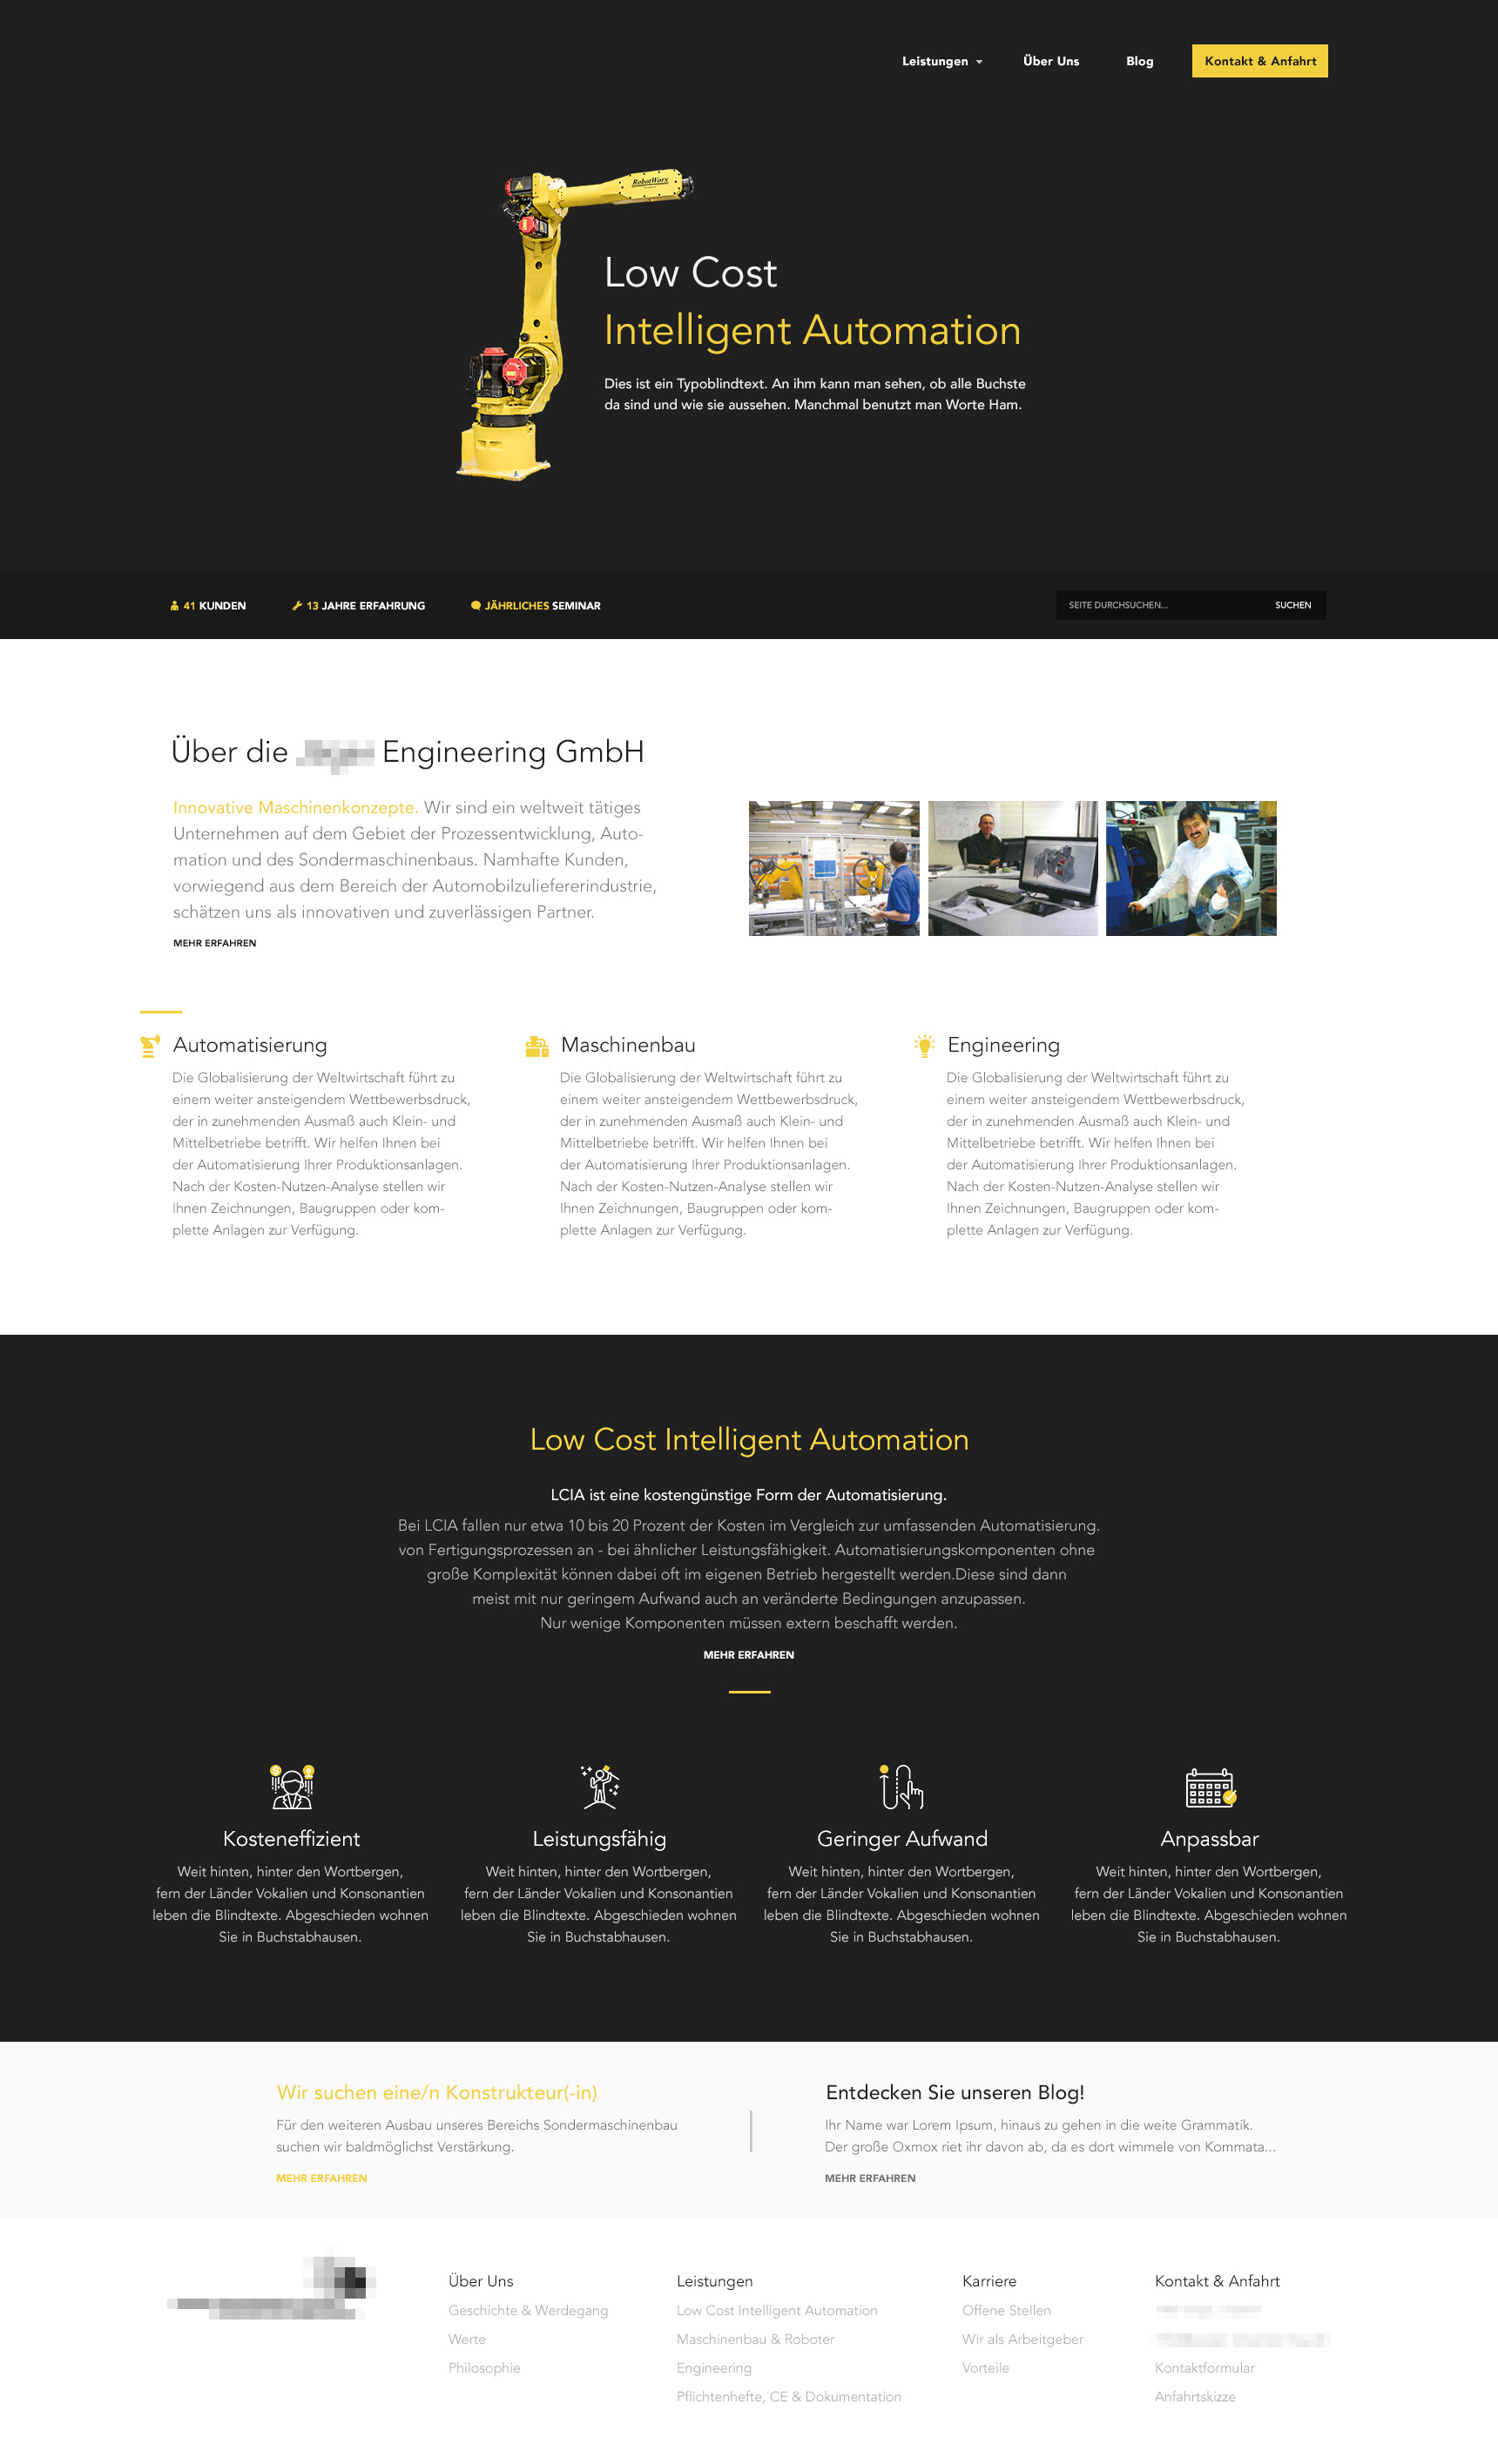 Leistungen
Über Uns
Blog
Kontakt & Anfahrt
RobotWorx
Low Cost
Intelligent Automation
Dies ist ein Typoblindtext. An ihm kann man sehen, ob alle Buchste
da sind und wie sie aussehen. Manchmal benutzt man Worte Ham.
41 KUNDEN
13 JAHRE ERFAHRUNG
JÄHRLICHES SEMINAR
SEITE DURCHSUCHEN...
SUCHEN
Über die Engineering GmbH
Innovative Maschinenkonzepte. Wir sind ein weltweit tätiges
Unternehmen auf dem Gebiet der Prozessentwicklung, Auto-
mation und des Sondermaschinenbaus. Namhafte Kunden,
vorwiegend aus dem Bereich der Automobilzuliefererindustrie,
schätzen uns als innovativen und zuverlässigen Partner.
MEHR ERFAHREN
Automatisierung
Die Globalisierung der Weltwirtschaft führt zu
einem weiter ansteigendem Wettbewerbsdruck,
der in zunehmenden Ausmaß auch Klein- und
Mittelbetriebe betrifft. Wir helfen Ihnen bei
der Automatisierung Ihrer Produktionsanlagen.
Nach der Kosten-Nutzen-Analyse stellen wir
Ihnen Zeichnungen, Baugruppen oder kom-
plette Anlagen zur Verfügung.
Maschinenbau
Die Globalisierung der Weltwirtschaft führt zu
einem weiter ansteigendem Wettbewerbsdruck,
der in zunehmenden Ausmaß auch Klein- und
Mittelbetriebe betrifft. Wir helfen Ihnen bei
der Automatisierung Ihrer Produktionsanlagen.
Nach der Kosten-Nutzen-Analyse stellen wir
Ihnen Zeichnungen, Baugruppen oder kom-
plette Anlagen zur Verfügung.
Engineering
Die Globalisierung der Weltwirtschaft führt zu
einem weiter ansteigendem Wettbewerbsdruck,
der in zunehmenden Ausmaß auch Klein- und
Mittelbetriebe betrifft. Wir helfen Ihnen bei
der Automatisierung Ihrer Produktionsanlagen.
Nach der Kosten-Nutzen-Analyse stellen wir
Ihnen Zeichnungen, Baugruppen oder kom-
plette Anlagen zur Verfügung.
Low Cost Intelligent Automation
LCIA ist eine kostengünstige Form der Automatisierung.
Bei LCIA fallen nur etwa 10 bis 20 Prozent der Kosten im Vergleich zur umfassenden Automatisierung.
von Fertigungsprozessen an - bei ähnlicher Leistungsfähigkeit. Automatisierungskomponenten ohne
große Komplexität können dabei oft im eigenen Betrieb hergestellt werden.Diese sind dann
meist mit nur geringem Aufwand auch an veränderte Bedingungen anzupassen.
Nur wenige Komponenten müssen extern beschafft werden.
MEHR ERFAHREN
Kosteneffizient
Weit hinten, hinter den Wortbergen,
fern der Länder Vokalien und Konsonantien
leben die Blindtexte. Abgeschieden wohnen
Sie in Buchstabhausen.
Leistungsfähig
Weit hinten, hinter den Wortbergen,
fern der Länder Vokalien und Konsonantien
leben die Blindtexte. Abgeschieden wohnen
Sie in Buchstabhausen.
Geringer Aufwand
Weit hinten, hinter den Wortbergen,
fern der Länder Vokalien und Konsonantien
leben die Blindtexte. Abgeschieden wohnen
Sie in Buchstabhausen.
Anpassbar
Weit hinten, hinter den Wortbergen,
fern der Länder Vokalien und Konsonantien
leben die Blindtexte. Abgeschieden wohnen
Sie in Buchstabhausen.
Wir suchen eine/n Konstrukteur(-in)
Für den weiteren Ausbau unseres Bereichs Sondermaschinenbau
suchen wir baldmöglichst Verstärkung.
MEHR ERFAHREN
Entdecken Sie unseren Blog!
Ihr Name war Lorem Ipsum, hinaus zu gehen in die weite Grammatik.
Der große Oxmox riet ihr davon ab, da es dort wimmele von Kommata...
MEHR ERFAHREN
Über Uns
Geschichte & Werdegang
Werte
Philosophie
Leistungen
Low Cost Intelligent Automation
Maschinenbau & Roboter
Engineering
Pflichtenhefte, CE & Dokumentation
Karriere
Offene Stellen
Wir als Arbeitgeber
Vorteile
Kontakt & Anfahrt
Kontaktformular
Anfahrtskizze